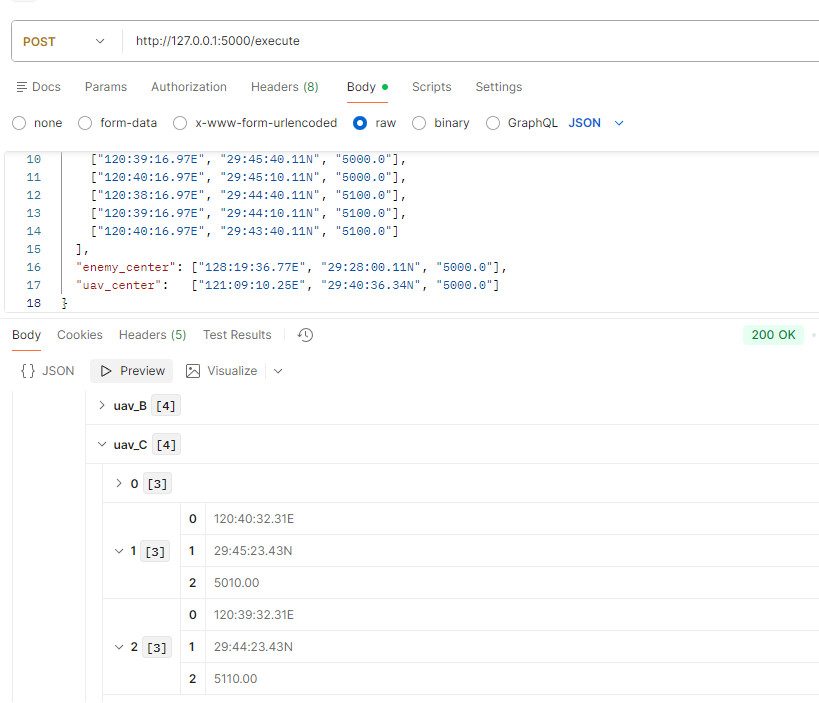 POST http://127.0.0.1:5000/execute
Docs Params Authorization Headers (8) Body Scripts Settings
none form-data x-www-form-urlencoded raw binary GraphQL JSON
10 ["120:39:16.97E", "29:45:40.11N", "5000.0"],
11 ["120:40:16.97E", "29:45:10.11N", "5000.0"],
12 ["120:38:16.97E", "29:44:40.11N", "5100.0"],
13 ["120:39:16.97E", "29:44:10.11N", "5100.0"],
14 ["120:40:16.97E", "29:43:40.11N", "5100.0"]
15 ],
16 "enemy_center": ["128:19:36.77E", "29:28:00.11N", "5000.0"],
17 "uav_center": ["121:09:10.25E", "29:40:36.34N", "5000.0"]
18 }
Body Cookies Headers (5) Test Results 200 OK
{} JSON Preview Visualize
uav_B [4]
uav_C [4]
0 [3]
0 120:40:32.31E
1 [3] 1 29:45:23.43N
2 5010.00
0 120:39:32.31E
2 [3] 1 29:44:23.43N
2 5110.00